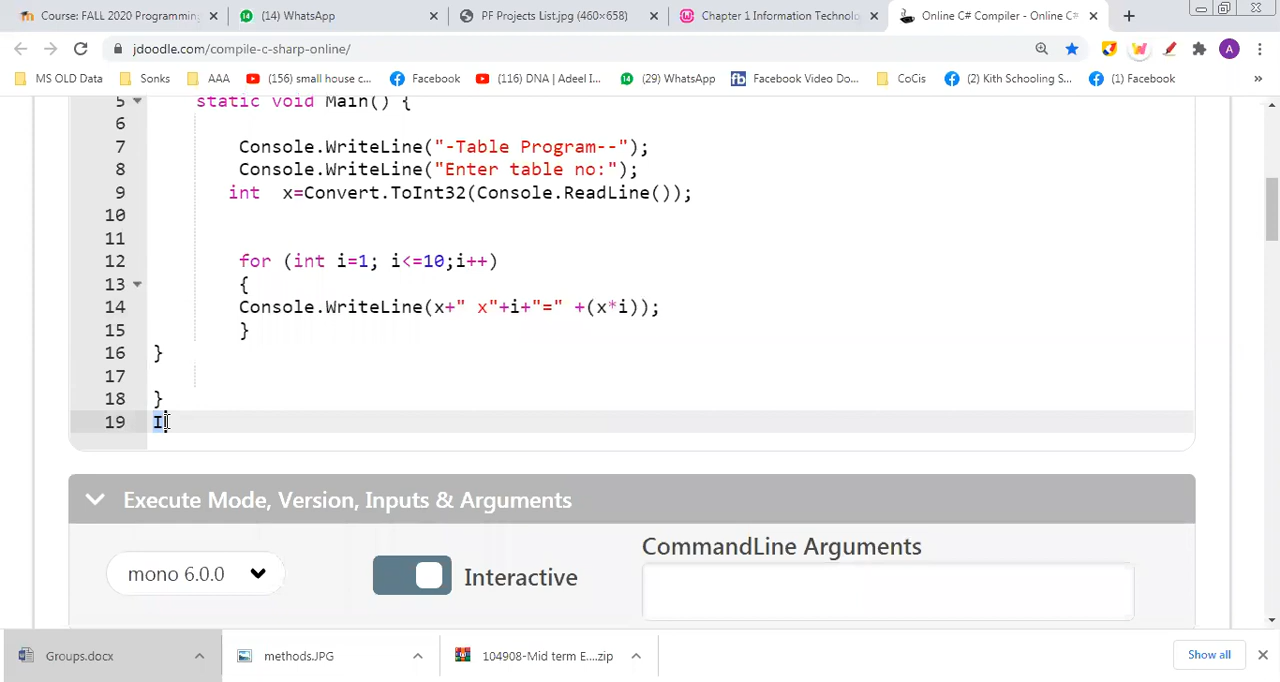 Course: FALL 2020 Programming
(14) WhatsApp
PF Projects List.jpg (460×658)
Chapter 1 Information Technolo
Online C# Compiler - Online C#
jdoodle.com/compile-c-sharp-online/
A
MS OLD Data
Sonks
AAA
(156) small house c...
Facebook
(116) DNA | Adeel I...
(29) WhatsApp
Facebook Video Do...
CoCis
(2) Kith Schooling S...
(1) Facebook
»
5 static void Main() {
6
7 Console.WriteLine("-Table Program--");
8 Console.WriteLine("Enter table no:");
9 int x=Convert.ToInt32(Console.ReadLine());
10
11
12 for (int i=1; i<=10;i++)
13 {
14 Console.WriteLine(x+" x"+i+"=" +(x*i));
15 }
16 }
17
18 }
19 I
Execute Mode, Version, Inputs & Arguments
CommandLine Arguments
mono 6.0.0
Interactive
Groups.docx
methods.JPG
104908-Mid term E....zip
Show all